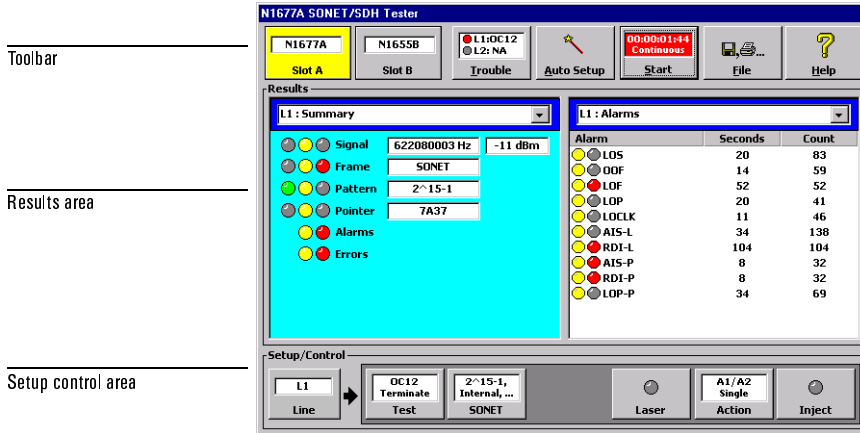 N1677A SONET/SDH Tester
Toolbar
N1677A
Slot A
N1655B
Slot B
L1:OC12
L2: NA
Trouble
Auto Setup
00:00:01:44
Continuous
Start
File
Help
Results
L1 : Summary
Signal 622080003 Hz -11 dBm
Frame SONET
Pattern 2^15-1
Pointer 7A37
Alarms
Errors
L1 : Alarms
Alarm Seconds Count
LOS 20 83
OOF 14 59
LOF 52 52
LOP 20 41
LOCLK 11 46
AIS-L 34 138
RDI-L 104 104
AIS-P 8 32
RDI-P 8 32
LOP-P 34 69
Results area
Setup/Control
Setup control area
L1
Line
OC12
Terminate
Test
2^15-1,
Internal, ...
SONET
Laser
A1/A2
Single
Action
Inject